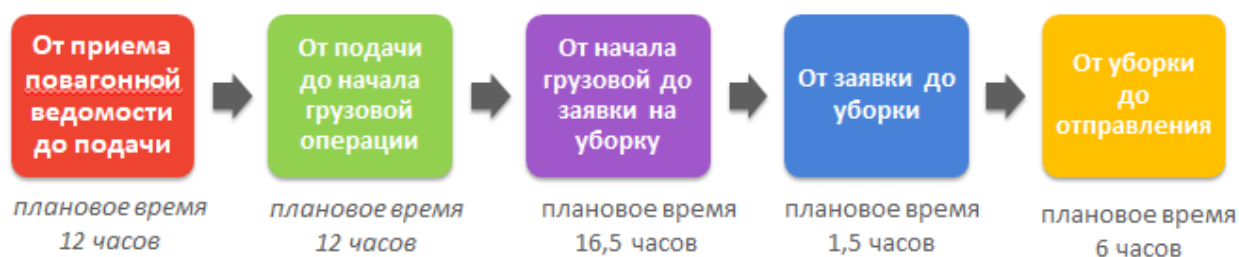 От приема
повагонной
ведомости
до подачи
плановое время
12 часов
От подачи
до начала
грузовой
операции
плановое время
12 часов
От начала
грузовой до
заявки на
уборку
плановое время
16,5 часов
От заявки до
уборки
плановое время
1,5 часов
От уборки
до
отправления
плановое время
6 часов